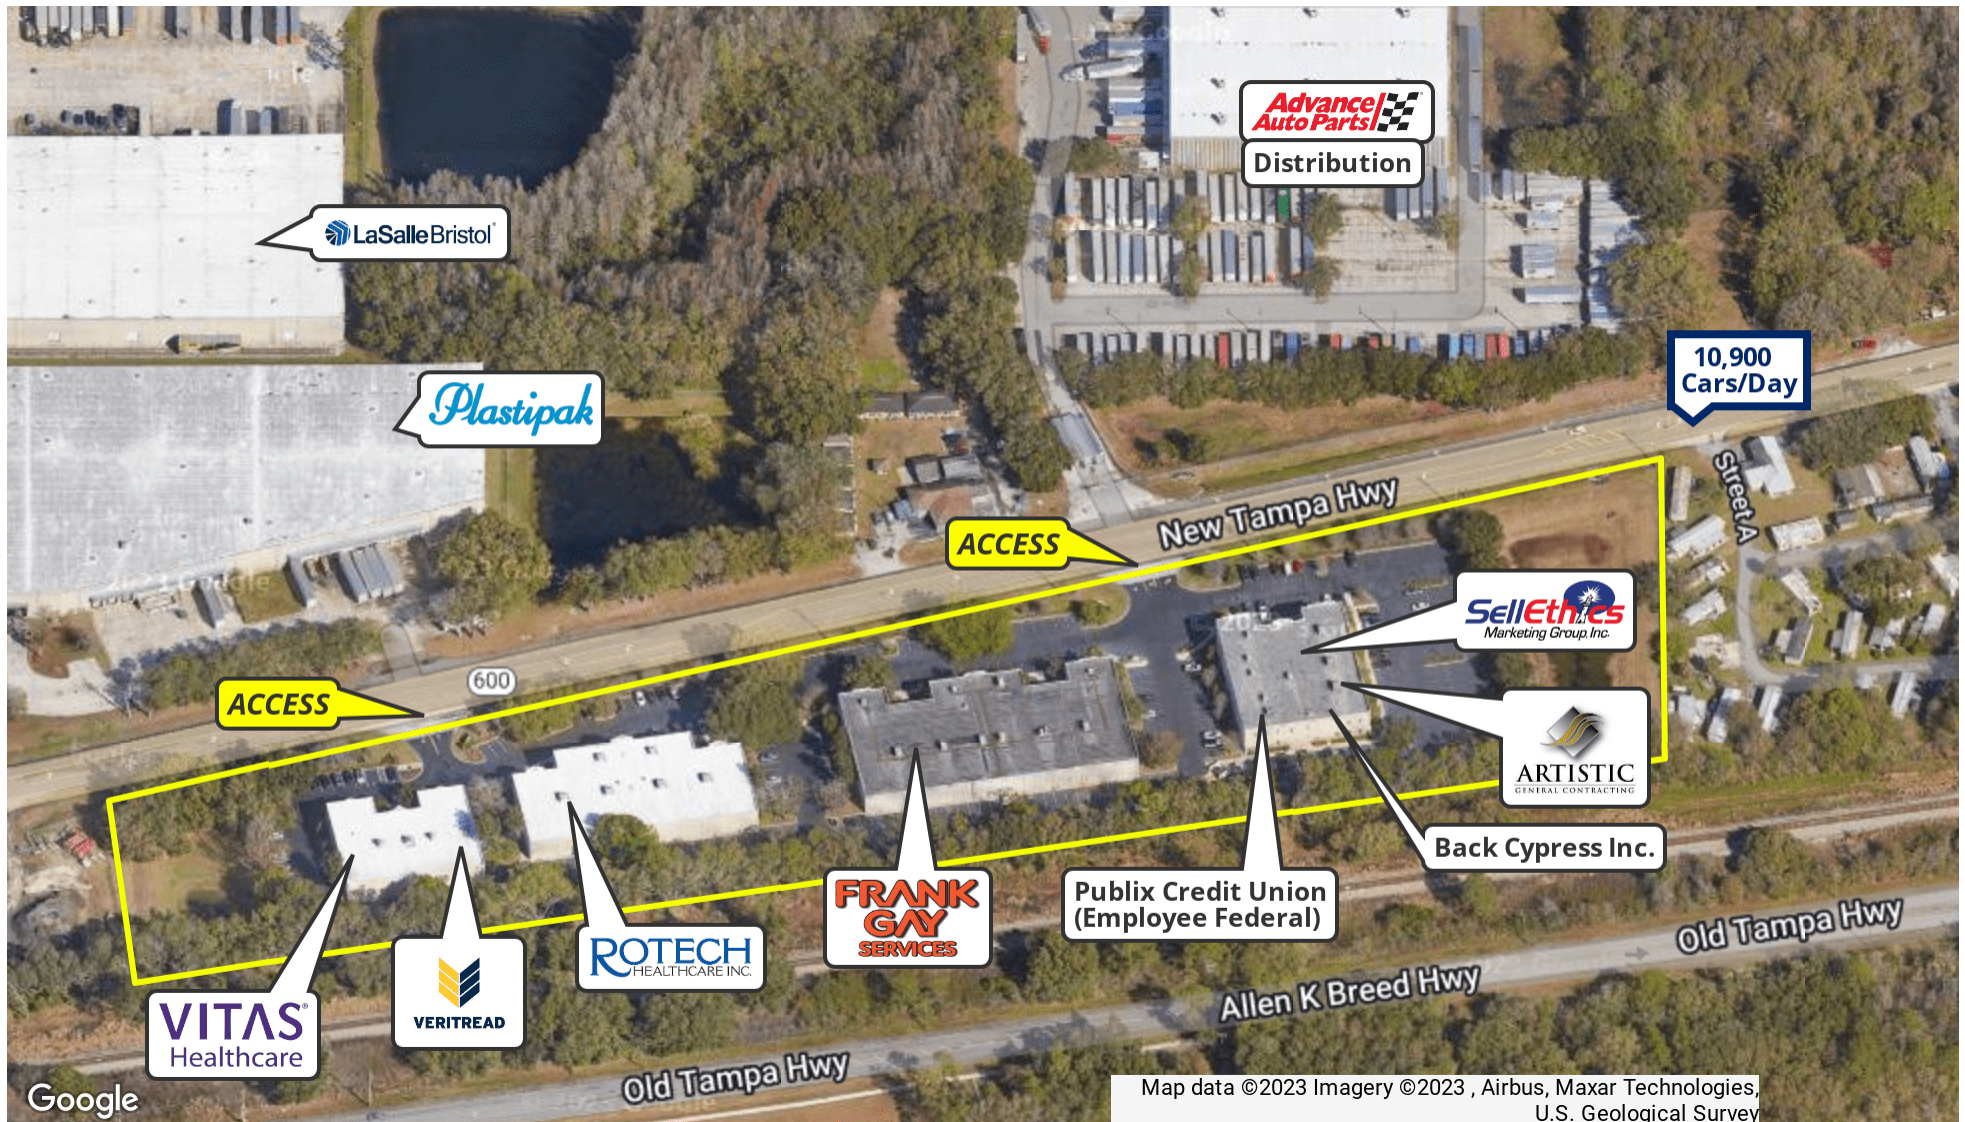 Advance
Auto Parts
Distribution
LaSalle Bristol
10,900
Cars/Day
Plastipak
Street A
New Tampa Hwy
ACCESS
SellEthics
Marketing Group, Inc.
600
ACCESS
ARTISTIC
GENERAL CONTRACTING
Back Cypress Inc.
FRANK
GAY
SERVICES
Publix Credit Union
(Employee Federal)
Old Tampa Hwy
ROTECH
HEALTHCARE INC.
Allen K Breed Hwy
VITAS
Healthcare
VERITREAD
Old Tampa Hwy
Google
Map data ©2023 Imagery ©2023 , Airbus, Maxar Technologies,
U.S. Geological Survey